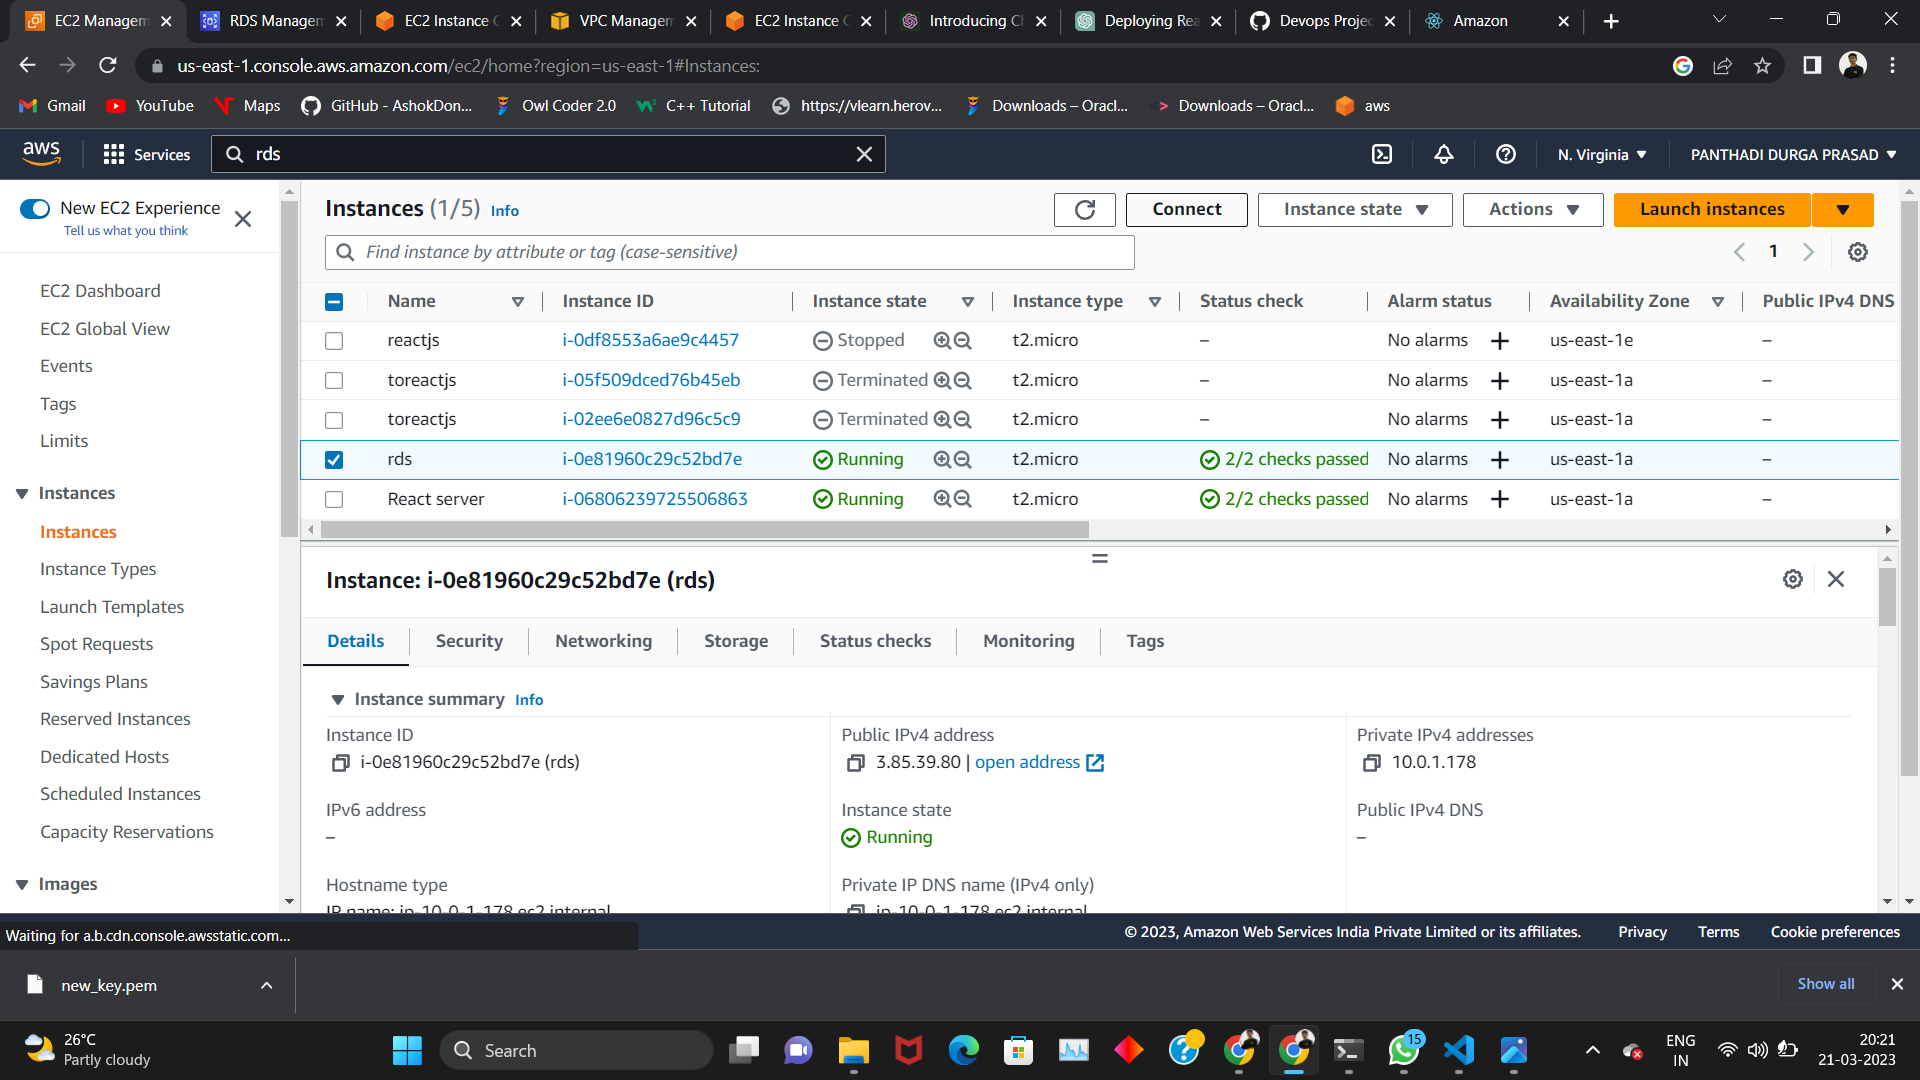 EC2 Managem
RDS Managem
EC2 Instance C
VPC Managem
EC2 Instance C
Introducing Ch
Deploying Rea
Devops Projec
Amazon
us-east-1.console.aws.amazon.com/ec2/home?region=us-east-1#Instances:
Gmail
YouTube
Maps
GitHub - AshokDon...
Owl Coder 2.0
C++ Tutorial
https://vlearn.herov...
Downloads – Oracl...
Downloads – Oracl...
aws
aws
Services
rds
N. Virginia
PANTHADI DURGA PRASAD
New EC2 Experience
Tell us what you think
EC2 Dashboard
EC2 Global View
Events
Tags
Limits
Instances
Instances
Instance Types
Launch Templates
Spot Requests
Savings Plans
Reserved Instances
Dedicated Hosts
Scheduled Instances
Capacity Reservations
Images
Instances (1/5) Info
Connect
Instance state
Actions
Launch instances
Find instance by attribute or tag (case-sensitive)
1
Name Instance ID Instance state Instance type Status check Alarm status Availability Zone Public IPv4 DNS
reactjs i-0df8553a6ae9c4457 Stopped t2.micro – No alarms + us-east-1e –
toreactjs i-05f509dced76b45eb Terminated t2.micro – No alarms + us-east-1a –
toreactjs i-02ee6e0827d96c5c9 Terminated t2.micro – No alarms + us-east-1a –
rds i-0e81960c29c52bd7e Running t2.micro 2/2 checks passed No alarms + us-east-1a –
React server i-06806239725506863 Running t2.micro 2/2 checks passed No alarms + us-east-1a –
Instance: i-0e81960c29c52bd7e (rds)
Details Security Networking Storage Status checks Monitoring Tags
Instance summary Info
Instance ID
i-0e81960c29c52bd7e (rds)
Public IPv4 address
3.85.39.80 | open address
Private IPv4 addresses
10.0.1.178
IPv6 address
–
Instance state
Running
Public IPv4 DNS
–
Hostname type
IP name: ip-10-0-1-178.ec2.internal
Private IP DNS name (IPv4 only)
ip-10-0-1-178.ec2.internal
Waiting for a.b.cdn.console.awsstatic.com...
© 2023, Amazon Web Services India Private Limited or its affiliates.
Privacy
Terms
Cookie preferences
new_key.pem
Show all
26°C
Partly cloudy
Search
15
ENG
IN
20:21
21-03-2023